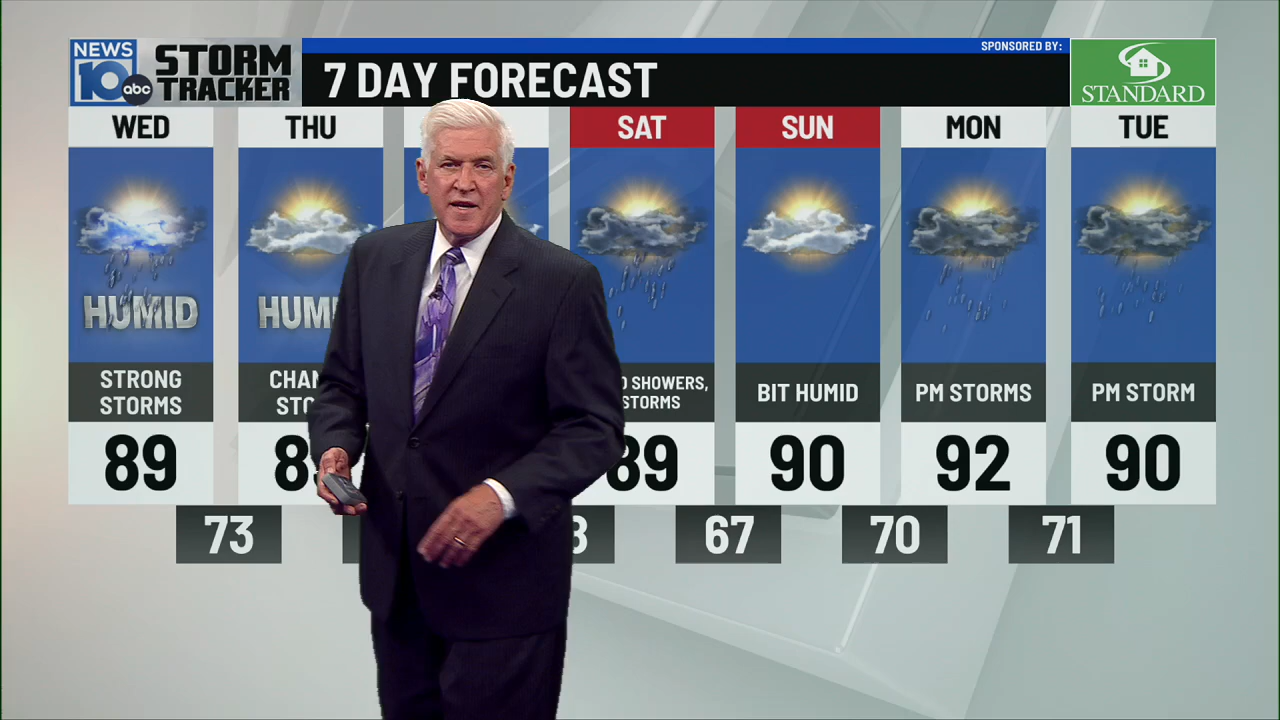 NEWS
10
abc
STORM
TRACKER
7 DAY FORECAST
SPONSORED BY:
STANDARD
WED
THU
SAT
SUN
MON
TUE
HUMID
STRONG
STORMS
89
SHOWERS,
STORMS
89
BIT HUMID
90
PM STORMS
92
PM STORM
90
73
67
70
71